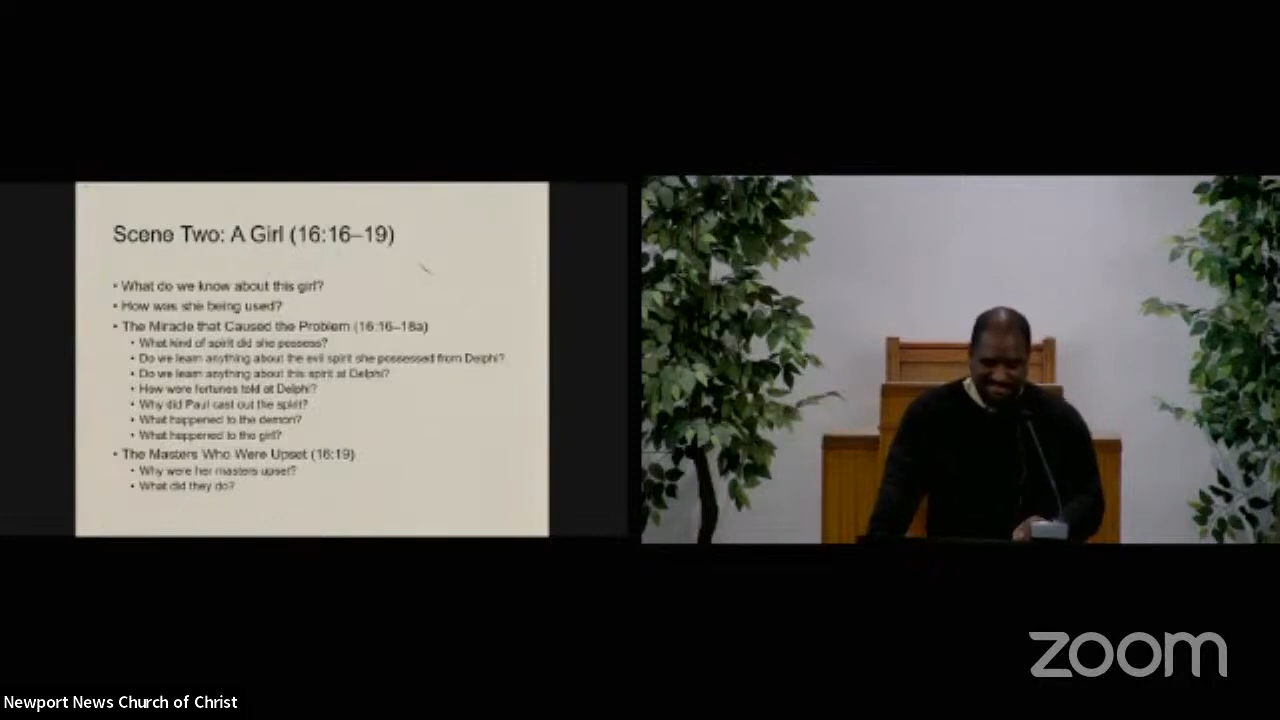 Scene Two: A Girl (16:16–19)
• What do we know about this girl?
• How was she being used?
• The Miracle that Caused the Problem (16:16–18a)
• What kind of spirit did she possess?
• Do we learn anything about the evil spirit she possessed from Delphi?
• Do we learn anything about this spirit at Delphi?
• How were fortunes told at Delphi?
• Why did Paul cast out the spirit?
• What happened to the demon?
• What happened to the girl?
• The Masters Who Were Upset (16:19)
• Why were her masters upset?
• What did they do?
zoom
Newport News Church of Christ